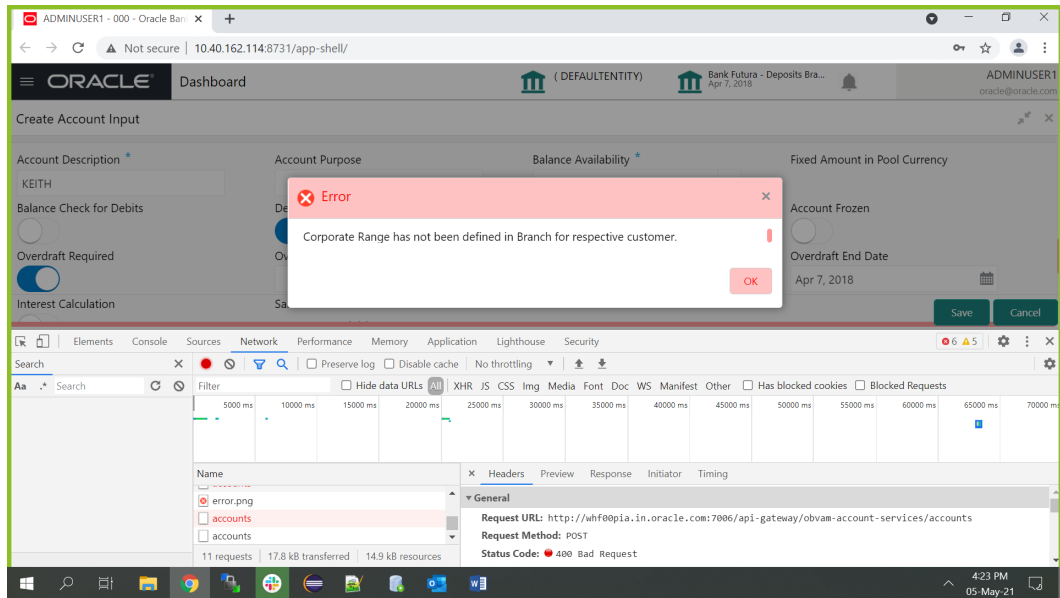 ADMINUSER1 - 000 - Oracle Ban
Not secure | 10.40.162.114:8731/app-shell/
ORACLE Dashboard ( DEFAULTENTITY) Bank Futura - Deposits Bra... ADMINUSER1
Apr 7, 2018 oracle@oracle.com
Create Account Input
Account Description * Account Purpose Balance Availability * Fixed Amount in Pool Currency
KEITH
Error
Balance Check for Debits De Account Frozen
Corporate Range has not been defined in Branch for respective customer.
Overdraft Required Ov Overdraft End Date
OK Apr 7, 2018
Interest Calculation Sa
Save Cancel
Elements Console Sources Network Performance Memory Application Lighthouse Security 6 5
Search Preserve log Disable cache No throttling
Aa .* Search Filter Hide data URLs All XHR JS CSS Img Media Font Doc WS Manifest Other Has blocked cookies Blocked Requests
5000 ms 10000 ms 15000 ms 20000 ms 25000 ms 30000 ms 35000 ms 40000 ms 45000 ms 50000 ms 55000 ms 60000 ms 65000 ms 70000 ms
Name Headers Preview Response Initiator Timing
error.png General
accounts Request URL: http://whf00pia.in.oracle.com:7006/api-gateway/obvam-account-services/accounts
accounts Request Method: POST
11 requests 17.8 kB transferred 14.9 kB resources Status Code: 400 Bad Request
4:23 PM
05-May-21